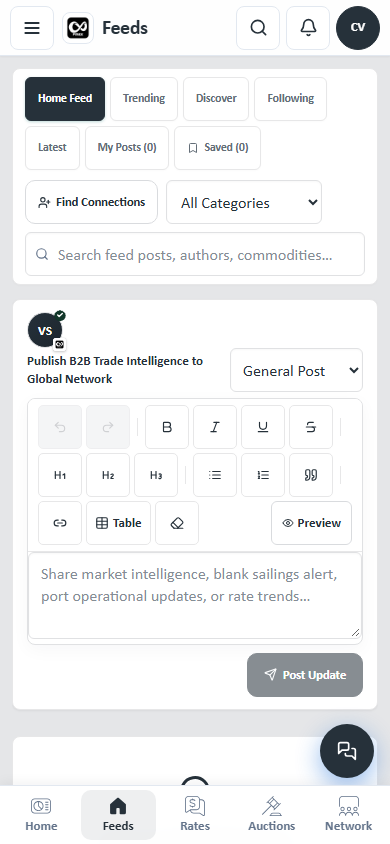 Feeds
CV
Home Feed
Trending
Discover
Following
Latest
My Posts (0)
Saved (0)
Find Connections
All Categories
Search feed posts, authors, commodities...
VS
Publish B2B Trade Intelligence to
Global Network
General Post
B
I
U
S
H1
H2
H3
Table
Preview
Share market intelligence, blank sailings alert,
port operational updates, or rate trends...
Post Update
Home
Feeds
Rates
Auctions
Network